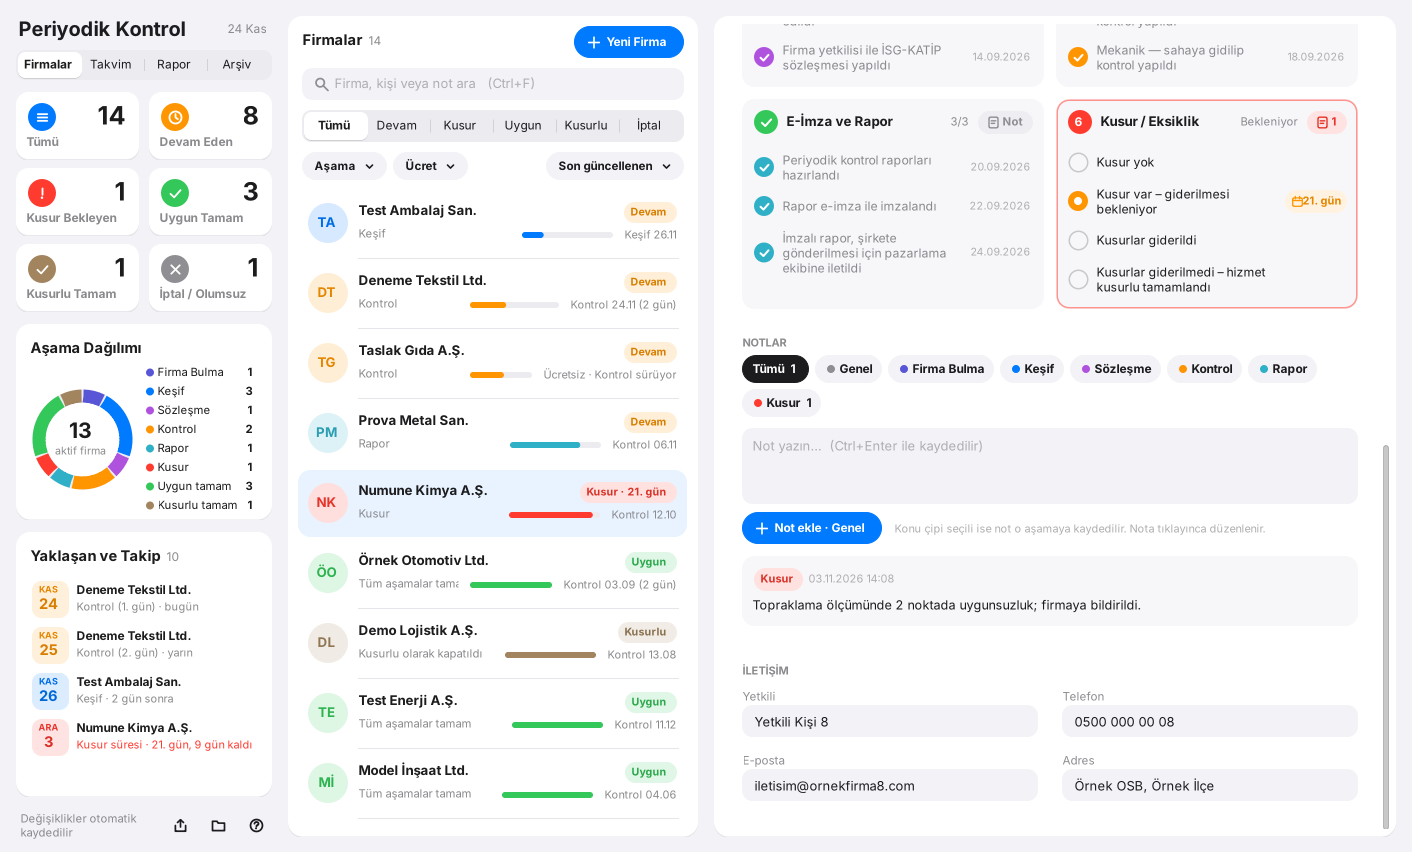 Periyodik Kontrol
24 Kas
Firmalar
Takvim
Rapor
Arşiv
14
Tümü
8
Devam Eden
1
Kusur Bekleyen
3
Uygun Tamam
1
Kusurlu Tamam
1
İptal / Olumsuz
Aşama Dağılımı
13
aktif firma
Firma Bulma 1
Keşif 3
Sözleşme 1
Kontrol 2
Rapor 1
Kusur 1
Uygun tamam 3
Kusurlu tamam 1
Yaklaşan ve Takip 10
KAS
24
Deneme Tekstil Ltd.
Kontrol (1. gün) · bugün
KAS
25
Deneme Tekstil Ltd.
Kontrol (2. gün) · yarın
KAS
26
Test Ambalaj San.
Keşif · 2 gün sonra
ARA
3
Numune Kimya A.Ş.
Kusur süresi · 21. gün, 9 gün kaldı
Değişiklikler otomatik
kaydedilir
Firmalar 14
Yeni Firma
Firma, kişi veya not ara (Ctrl+F)
Tümü
Devam
Kusur
Uygun
Kusurlu
İptal
Aşama
Ücret
Son güncellenen
TA
Test Ambalaj San.
Devam
Keşif
Keşif 26.11
DT
Deneme Tekstil Ltd.
Devam
Kontrol
Kontrol 24.11 (2 gün)
TG
Taslak Gıda A.Ş.
Devam
Kontrol
Ücretsiz · Kontrol sürüyor
PM
Prova Metal San.
Devam
Rapor
Kontrol 06.11
NK
Numune Kimya A.Ş.
Kusur · 21. gün
Kusur
Kontrol 12.10
ÖO
Örnek Otomotiv Ltd.
Uygun
Tüm aşamalar tama
Kontrol 03.09 (2 gün)
DL
Demo Lojistik A.Ş.
Kusurlu
Kusurlu olarak kapatıldı
Kontrol 13.08
TE
Test Enerji A.Ş.
Uygun
Tüm aşamalar tamam
Kontrol 11.12
Mİ
Model İnşaat Ltd.
Uygun
Tüm aşamalar tamam
Kontrol 04.06
Firma yetkilisi ile İSG-KATİP
sözleşmesi yapıldı
14.09.2026
kontrol yapıldı
Mekanik — sahaya gidilip
kontrol yapıldı
18.09.2026
E-İmza ve Rapor
3/3
Not
Periyodik kontrol raporları
hazırlandı
20.09.2026
Rapor e-imza ile imzalandı
22.09.2026
İmzalı rapor, şirkete
gönderilmesi için pazarlama
ekibine iletildi
24.09.2026
6
Kusur / Eksiklik
Bekleniyor
1
Kusur yok
Kusur var – giderilmesi
bekleniyor
21. gün
Kusurlar giderildi
Kusurlar giderilmedi – hizmet
kusurlu tamamlandı
NOTLAR
Tümü 1
Genel
Firma Bulma
Keşif
Sözleşme
Kontrol
Rapor
Kusur 1
Not yazın... (Ctrl+Enter ile kaydedilir)
Not ekle · Genel
Konu çipi seçili ise not o aşamaya kaydedilir. Nota tıklayınca düzenlenir.
Kusur
03.11.2026 14:08
Topraklama ölçümünde 2 noktada uygunsuzluk; firmaya bildirildi.
İLETİŞİM
Yetkili
Telefon
Yetkili Kişi 8
0500 000 00 08
E-posta
Adres
iletisim@ornekfirma8.com
Örnek OSB, Örnek İlçe